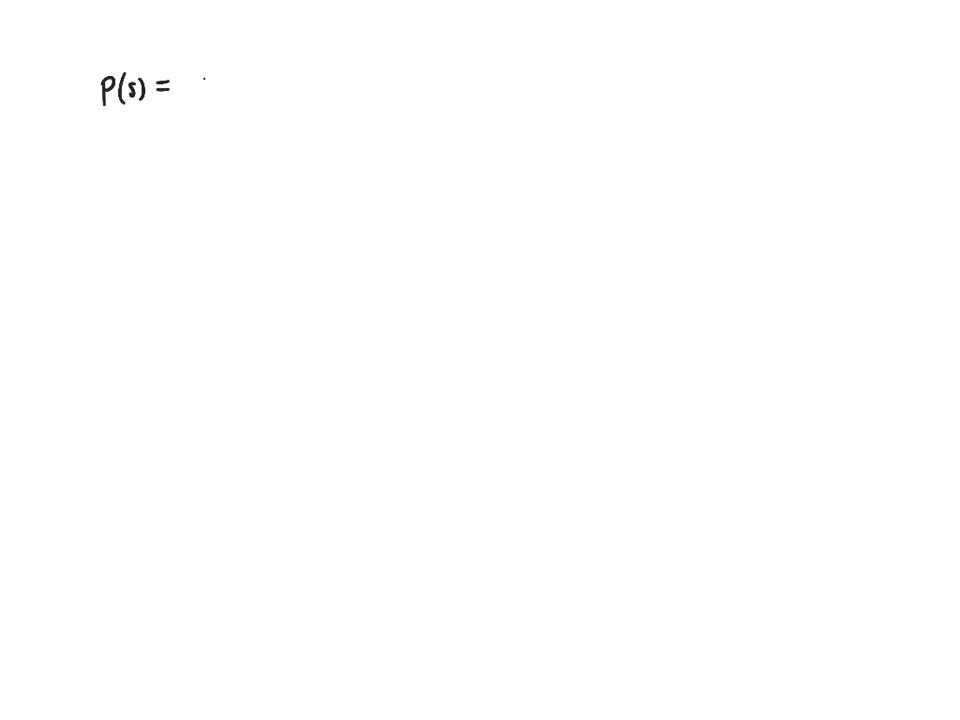 P(s) =